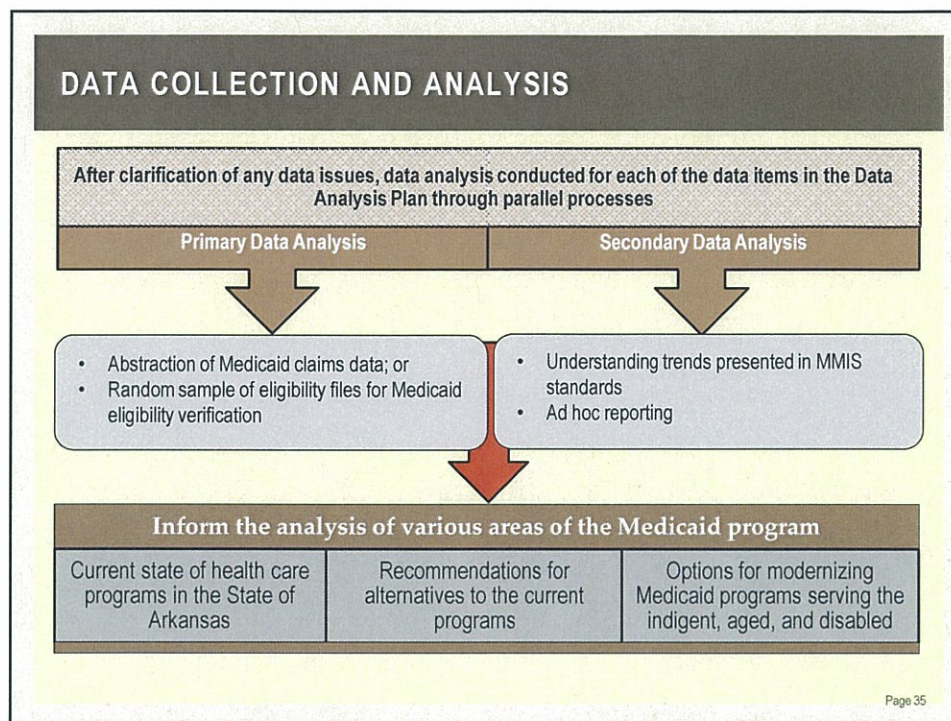 DATA COLLECTION AND ANALYSIS
After clarification of any data issues, data analysis conducted for each of the data items in the Data
Analysis Plan through parallel processes
Primary Data Analysis
Secondary Data Analysis
• Abstraction of Medicaid claims data; or
• Random sample of eligibility files for Medicaid
eligibility verification
• Understanding trends presented in MMIS
standards
• Ad hoc reporting
Inform the analysis of various areas of the Medicaid program
Current state of health care
programs in the State of
Arkansas
Recommendations for
alternatives to the current
programs
Options for modernizing
Medicaid programs serving the
indigent, aged, and disabled
Page 35